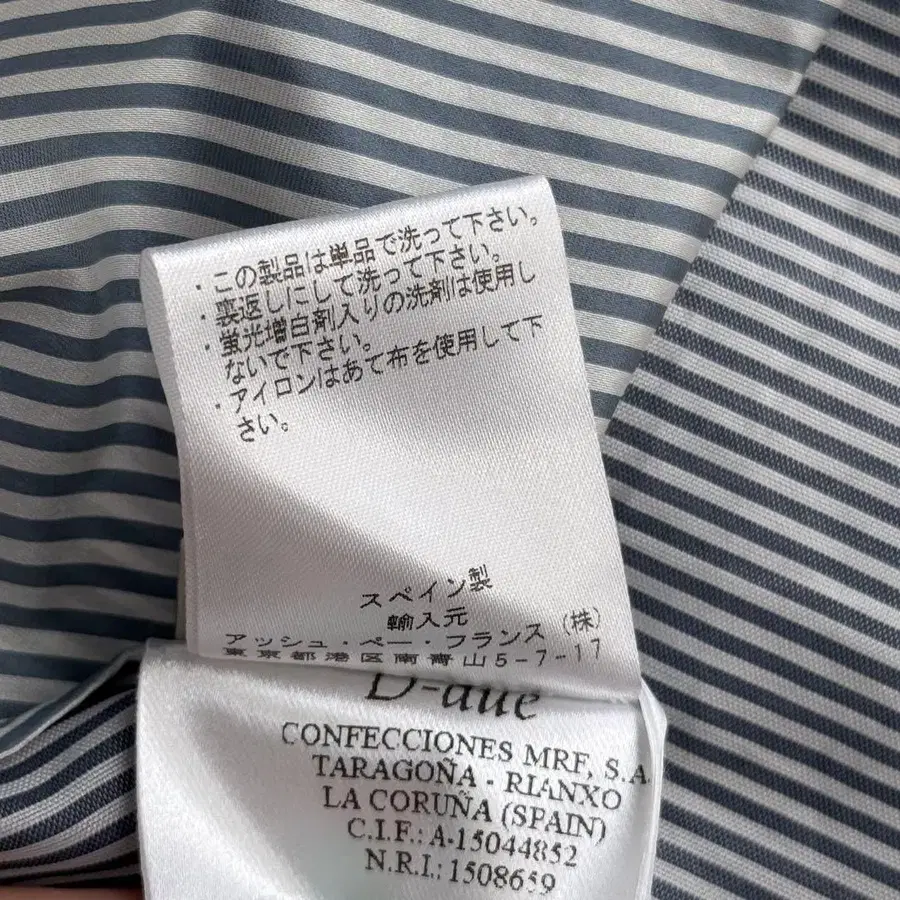 ・この製品は単品で洗って下さい。
・裏返しにして洗って下さい。
・蛍光増白剤入りの洗剤は使用し
ないで下さい。
・アイロンはあて布を使用して下
さい。
スペイン製
輸入元
アッシュ・ペー・フランス（株）
東京都港区南青山5-7-17
D-due
CONFECCIONES MRF, S.A.
TARAGOÑA - RIANXO
LA CORUÑA (SPAIN)
C.I.F.: A-15044852
N.R.I.: 1508659